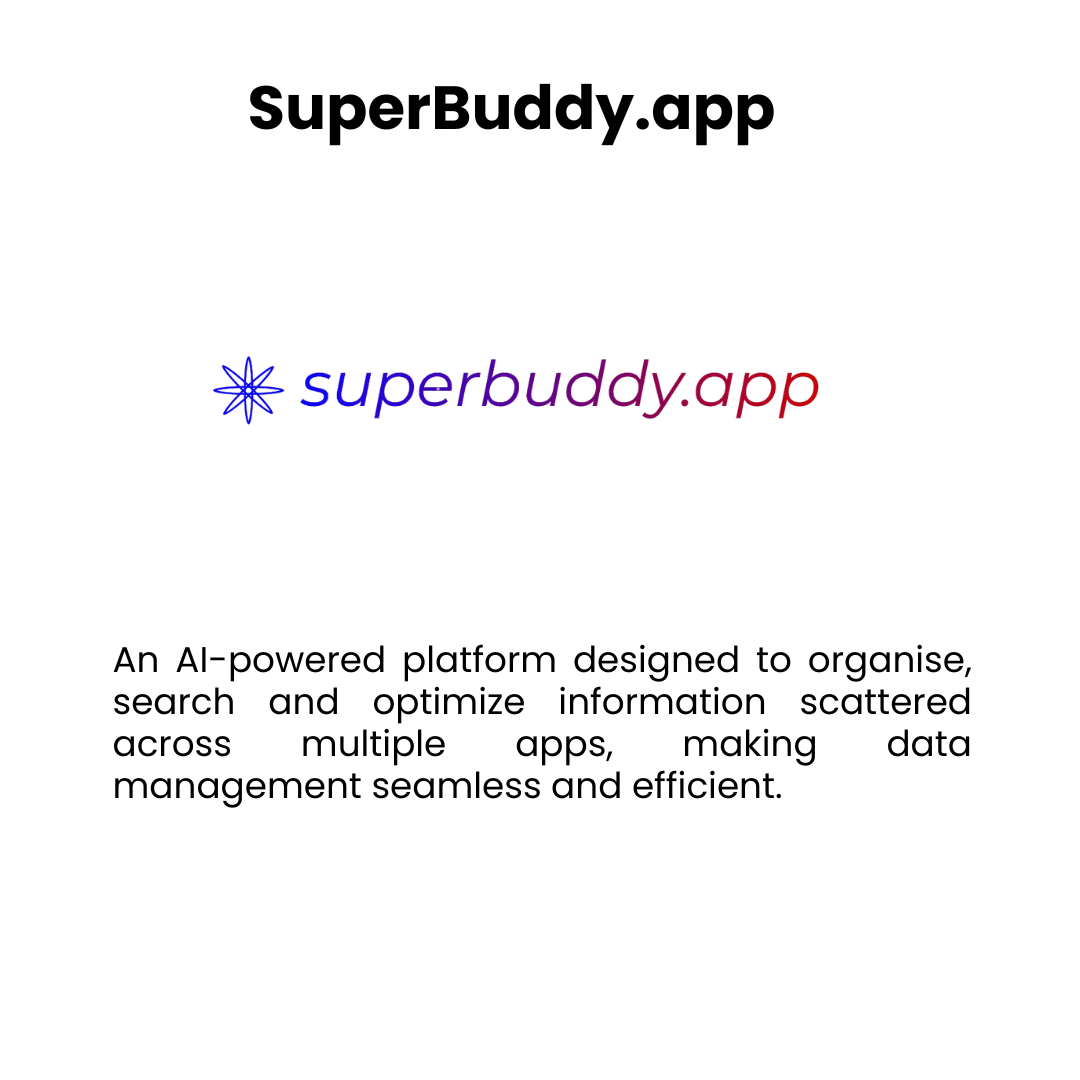 SuperBuddy.app
superbuddy.app
An AI-powered platform designed to organise,
search and optimize information scattered
across multiple apps, making data
management seamless and efficient.